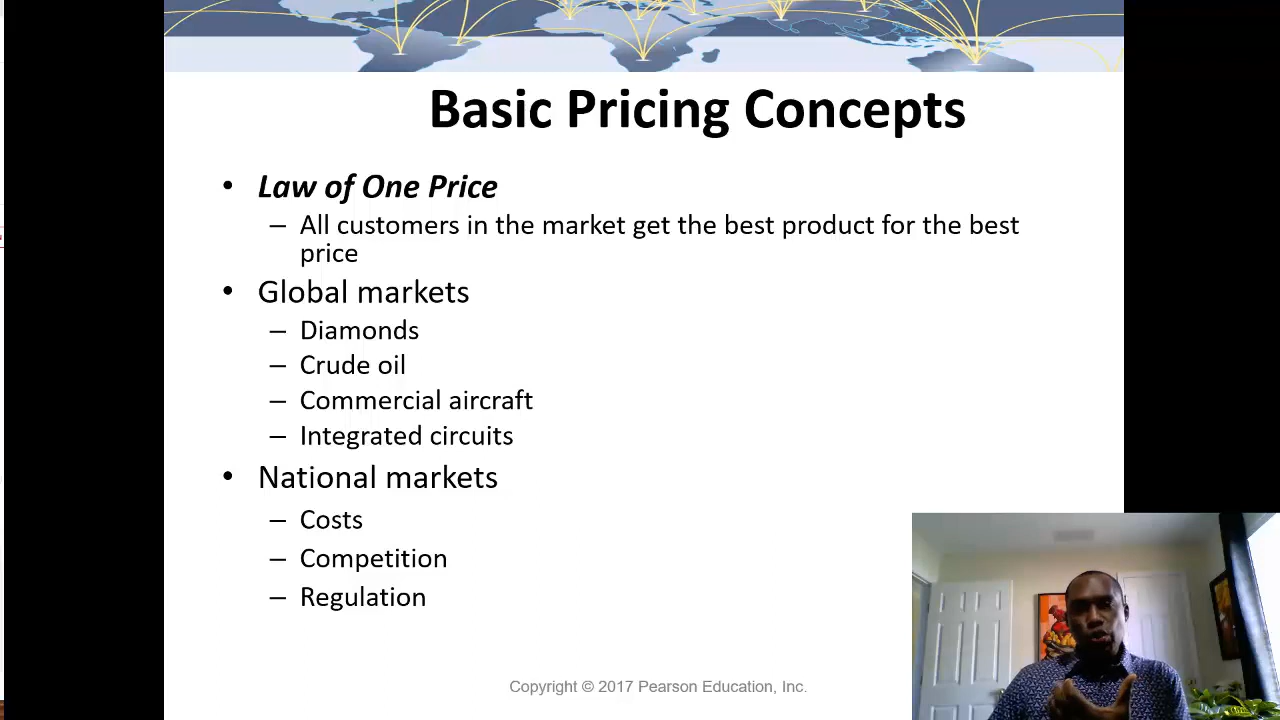 Basic Pricing Concepts
• Law of One Price
– All customers in the market get the best product for the best
price
• Global markets
– Diamonds
– Crude oil
– Commercial aircraft
– Integrated circuits
• National markets
– Costs
– Competition
– Regulation
Copyright © 2017 Pearson Education, Inc.